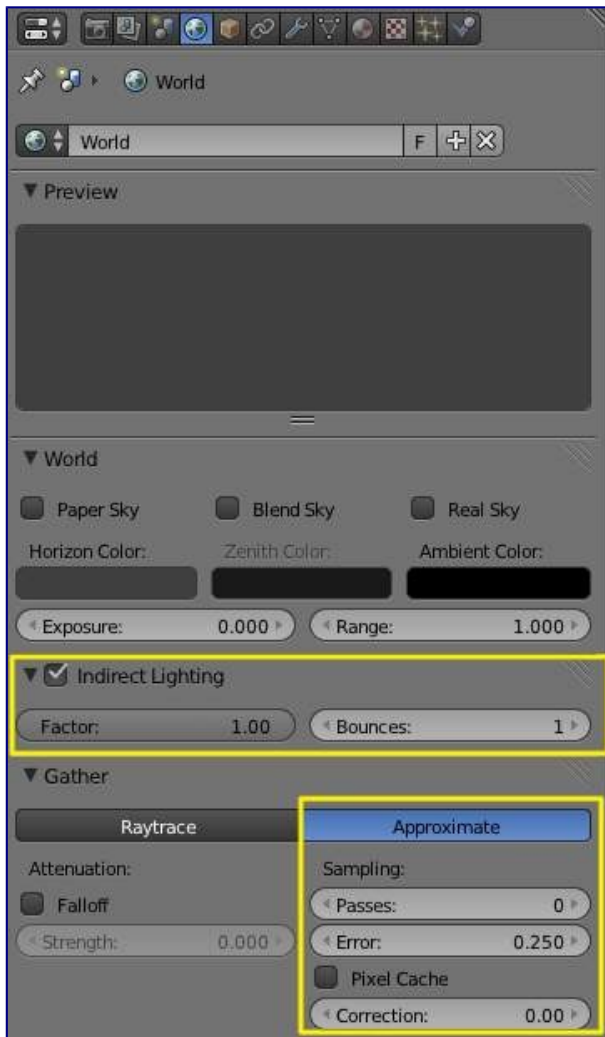 World
World F
Preview
World
Paper Sky Blend Sky Real Sky
Horizon Color: Zenith Color: Ambient Color:
Exposure: 0.000 Range: 1.000
Indirect Lighting
Factor: 1.00 Bounces: 1
Gather
Raytrace Approximate
Attenuation: Sampling:
Falloff Passes: 0
Strength: 0.000 Error: 0.250
Pixel Cache
Correction: 0.00